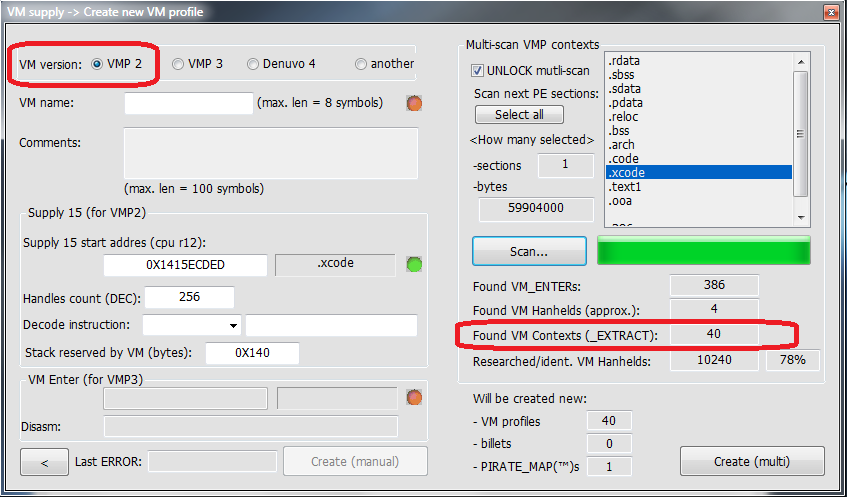 VM supply -> Create new VM profile
VM version: VMP 2 VMP 3 Denuvo 4 another
VM name: (max. len = 8 symbols)
Comments:
(max. len = 100 symbols)
Supply 15 (for VMP2)
Supply 15 start addres (cpu r12):
0X1415ECDED .xcode
Handles count (DEC): 256
Decode instruction:
Stack reserved by VM (bytes): 0X140
VM Enter (for VMP3)
Disasm:
< Last ERROR: Create (manual)
Multi-scan VMP contexts
UNLOCK mutli-scan
Scan next PE sections:
Select all
<How many selected>
-sections 1
-bytes
59904000
.rdata
.sbss
.sdata
.pdata
.reloc
.bss
.arch
.code
.xcode
.text1
.ooa
Scan...
Found VM_ENTERs: 386
Found VM Hanhelds (approx.): 4
Found VM Contexts (_EXTRACT): 40
Researched/ident. VM Hanhelds: 10240 78%
Will be created new:
- VM profiles 40
- billets 0
- PIRATE_MAP(™)s 1
Create (multi)